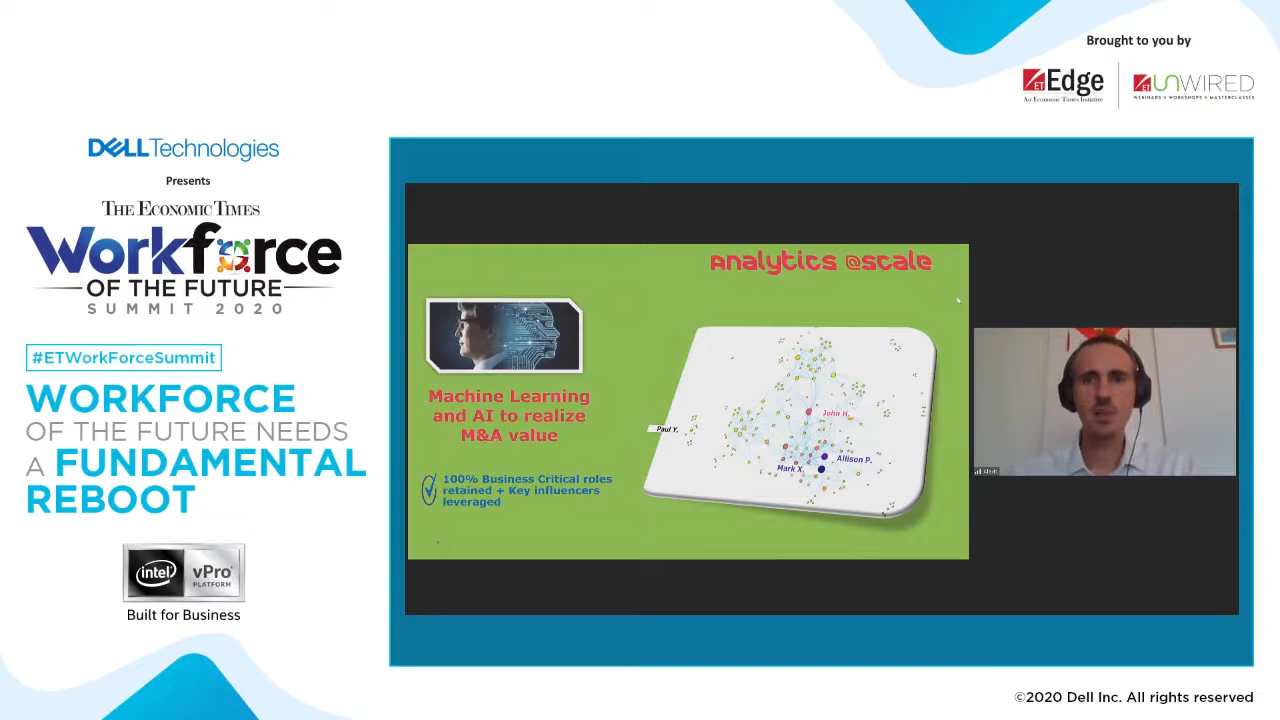 Brought to you by
ET Edge
An Economic Times Initiative
ET UNWIRED
WEBINARS • WORKSHOPS • MASTERCLASSES
DELL Technologies
Presents
THE ECONOMIC TIMES
Workforce
OF THE FUTURE
SUMMIT 2020
#ETWorkForceSummit
WORKFORCE
OF THE FUTURE NEEDS
A FUNDAMENTAL
REBOOT
intel vPro
PLATFORM
Built for Business
Analytics @scale
Machine Learning
and AI to realize
M&A value
100% Business Critical roles
retained + Key influencers
leveraged
John H.
Paul Y.
Allison P.
Mark X.
©2020 Dell Inc. All rights reserved